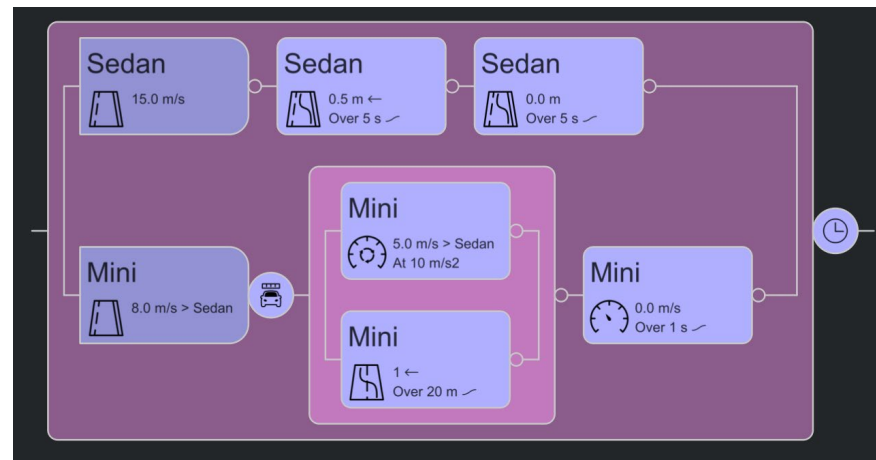 Sedan
15.0 m/s
Sedan
0.5 m ←
Over 5 s
Sedan
0.0 m
Over 5 s
Mini
8.0 m/s > Sedan
Mini
5.0 m/s > Sedan
At 10 m/s2
Mini
1 ←
Over 20 m
Mini
0.0 m/s
Over 1 s